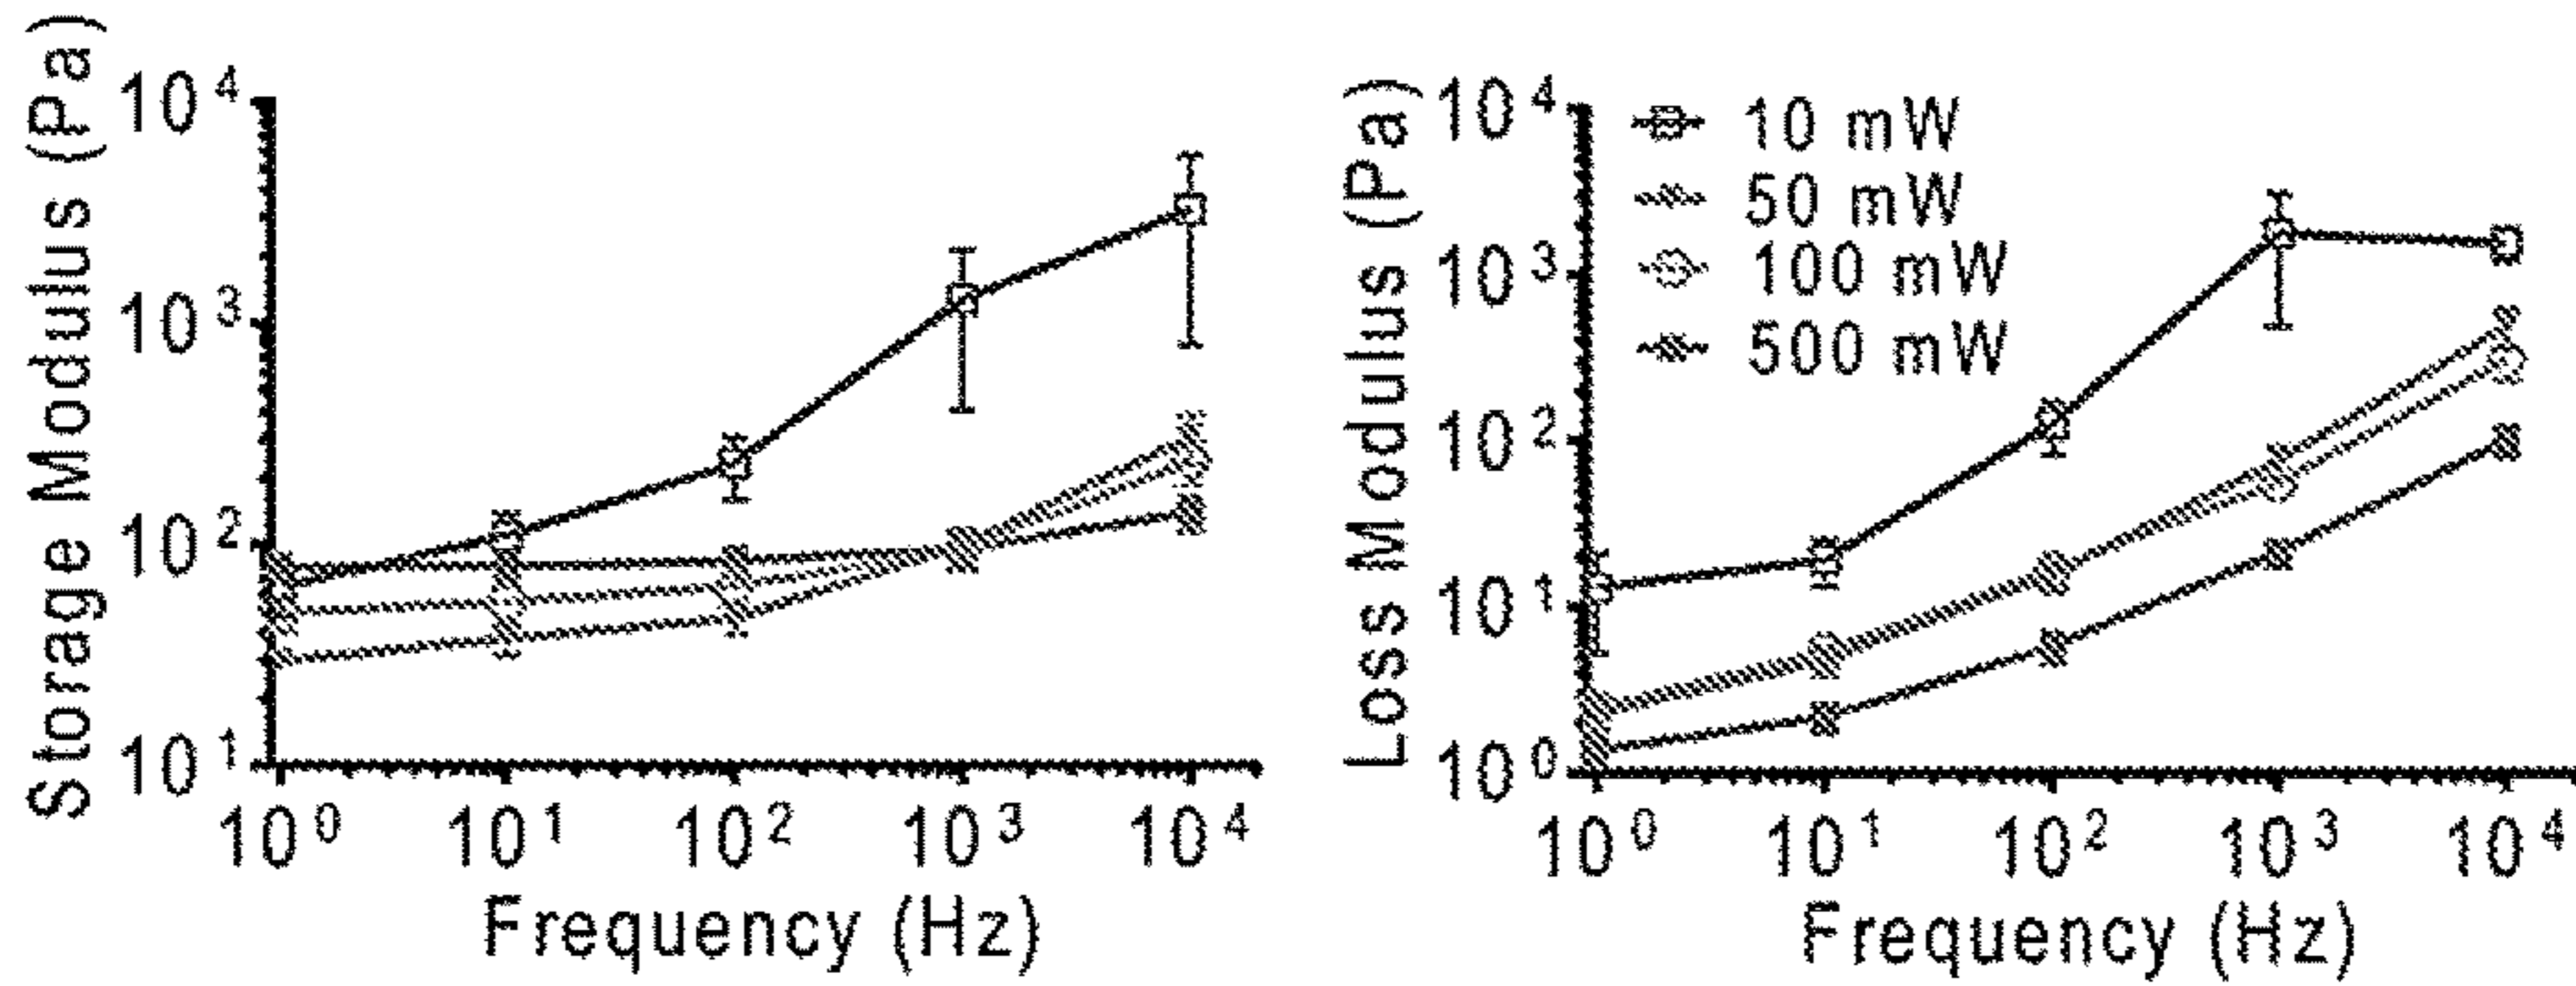 Storage Modulus (Pa)
10⁴
10³
10²
10¹
10⁰ 10¹ 10² 10³ 10⁴
Frequency (Hz)
Loss Modulus (Pa)
10⁴
10³
10²
10¹
10⁰
10 mW
50 mW
100 mW
500 mW
10⁰ 10¹ 10² 10³ 10⁴
Frequency (Hz)